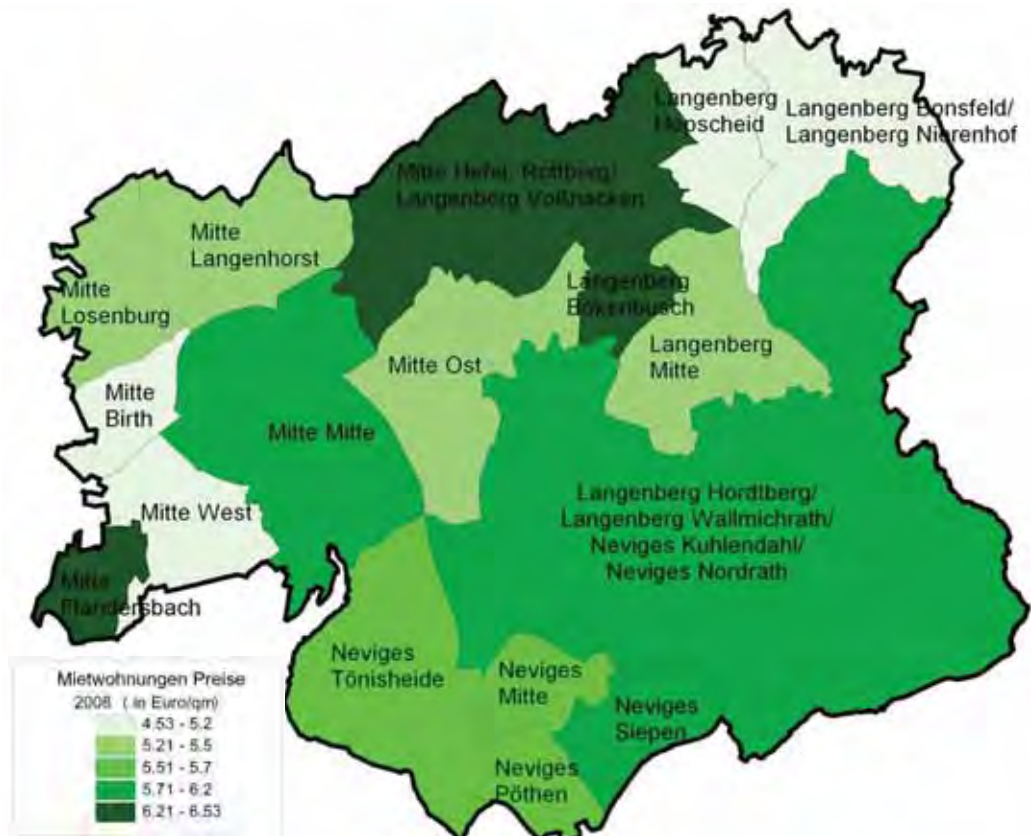 Langenberg
Hopscheid
Langenberg Bonsfeld/
Langenberg Nierenhof
Mitte Hefel, Rottberg/
Langenberg Voßnacken
Mitte
Langenhorst
Mitte
Losenburg
Langenberg
Bökenbusch
Langenberg
Mitte
Mitte Ost
Mitte
Birth
Mitte Mitte
Mitte West
Langenberg Hordtberg/
Langenberg Wallmichrath/
Neviges Kuhlendahl/
Neviges Nordrath
Mitte
Flandersbach
Neviges
Tönisheide
Neviges
Mitte
Neviges
Siepen
Neviges
Pöthen
Mietwohnungen Preise
2008 ( in Euro/qm)
4.53 - 5.2
5.21 - 5.5
5.51 - 5.7
5.71 - 6.2
6.21 - 6.53